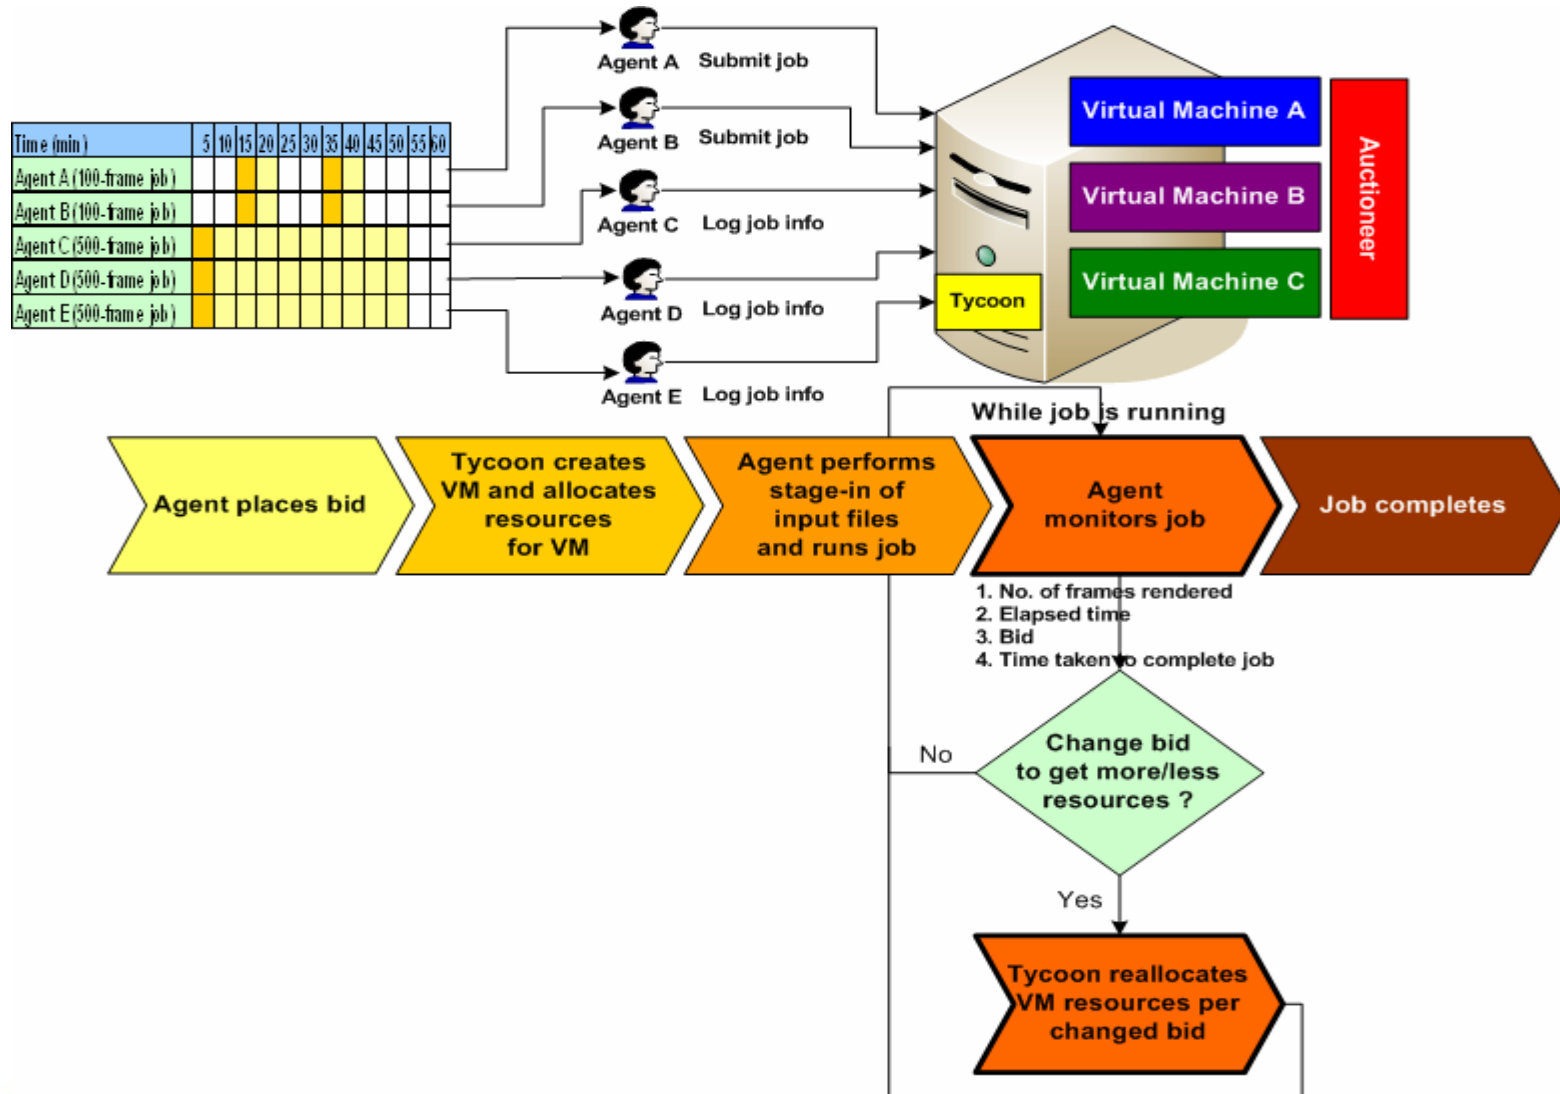 Time (min) 5 10 15 20 25 30 35 40 45 50 55 60
Agent A (100-frame job)
Agent B (100-frame job)
Agent C (500-frame job)
Agent D (500-frame job)
Agent E (500-frame job)
Agent A Submit job
Agent B Submit job
Agent C Log job info
Agent D Log job info
Agent E Log job info
Tycoon
Virtual Machine A
Virtual Machine B
Virtual Machine C
Auctioneer
While job is running
Agent places bid
Tycoon creates
VM and allocates
resources
for VM
Agent performs
stage-in of
input files
and runs job
Agent
monitors job
Job completes
1. No. of frames rendered
2. Elapsed time
3. Bid
4. Time taken to complete job
No
Change bid
to get more/less
resources ?
Yes
Tycoon reallocates
VM resources per
changed bid